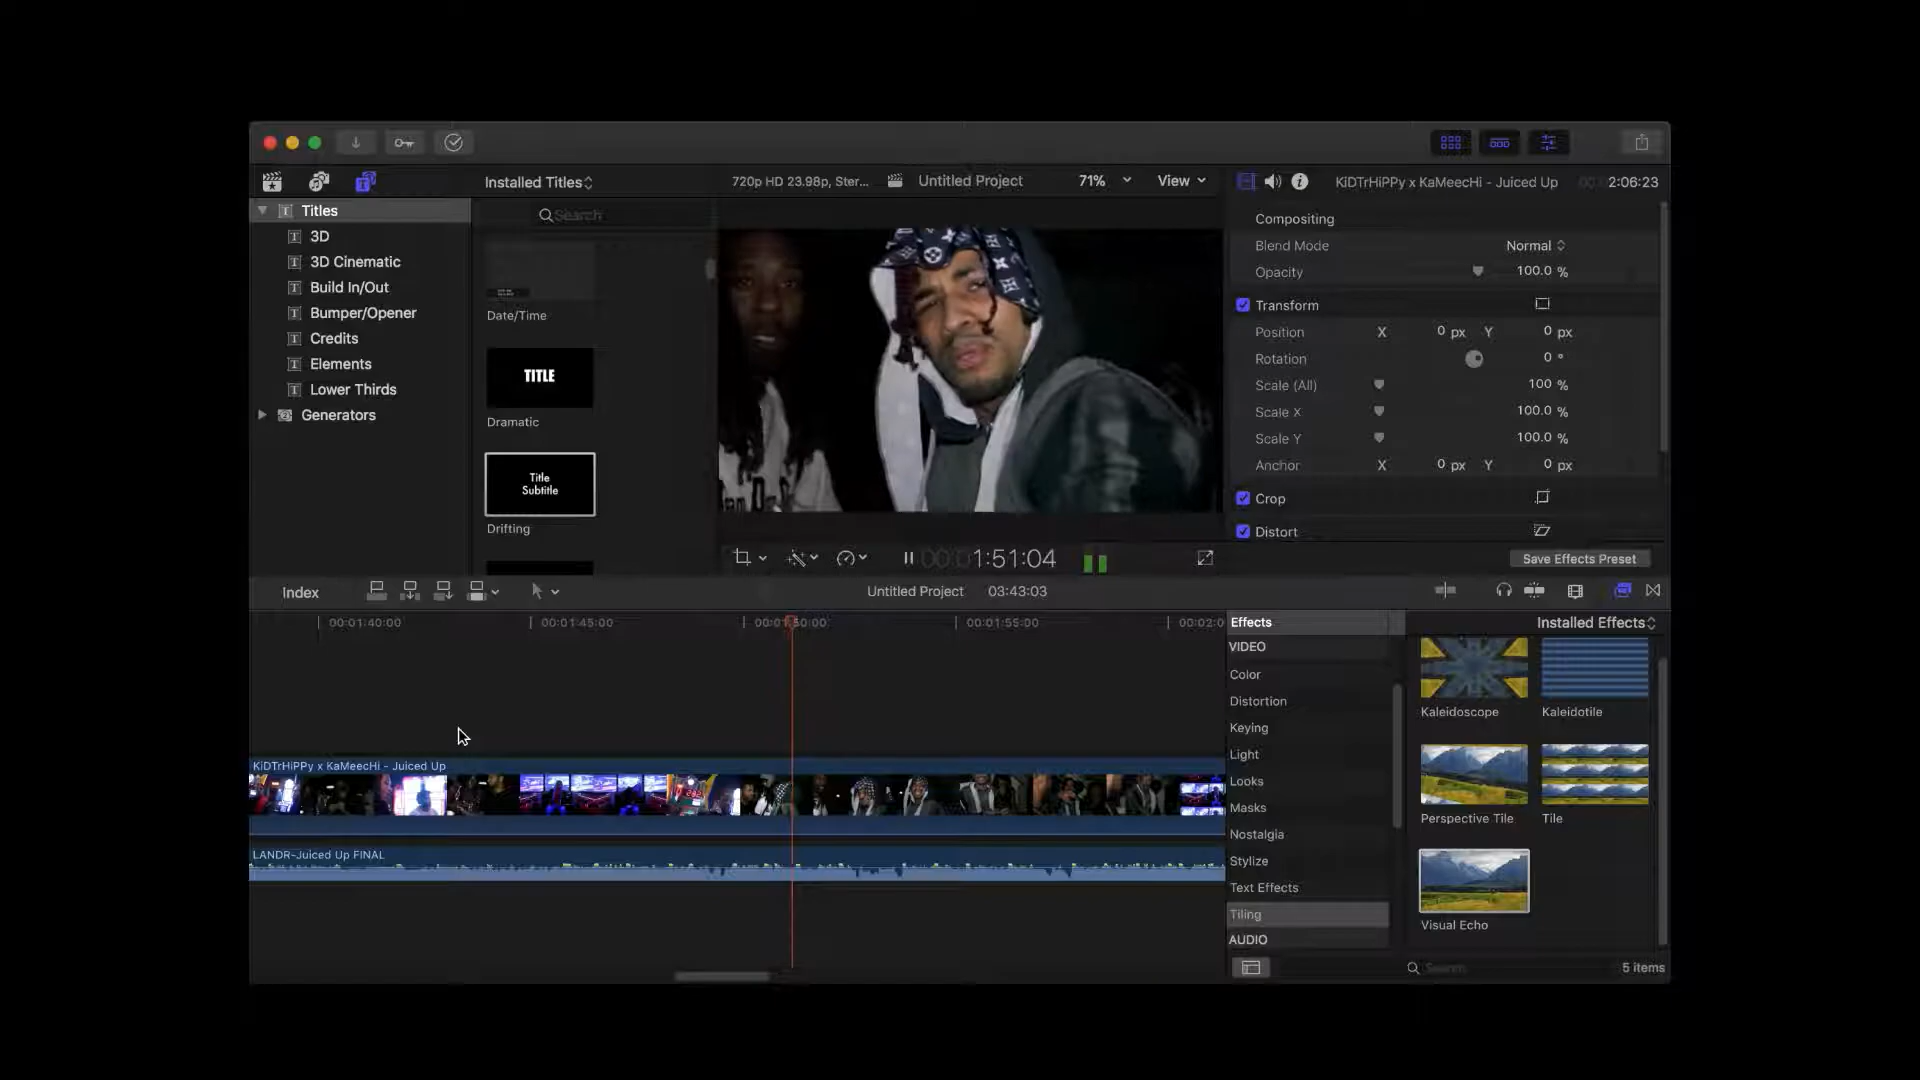 Installed Titles
720p HD 23.98p, Ster...
Untitled Project
71%
View
KiDTrHiPPy x KaMeecHi - Juiced Up
2:06:23
Titles
3D
3D Cinematic
Build In/Out
Bumper/Opener
Credits
Elements
Lower Thirds
Generators
Search
Date/Time
TITLE
Dramatic
Title
Subtitle
Drifting
Compositing
Blend Mode
Normal
Opacity
100.0 %
Transform
Position X 0 px Y 0 px
Rotation 0 °
Scale (All) 100 %
Scale X 100.0 %
Scale Y 100.0 %
Anchor X 0 px Y 0 px
Crop
Distort
Save Effects Preset
00:01:51:04
Index
Untitled Project
03:43:03
00:01:40:00
00:01:45:00
00:01:50:00
00:01:55:00
00:02:0
KiDTrHiPPy x KaMeecHi - Juiced Up
LANDR-Juiced Up FINAL
Effects
VIDEO
Color
Distortion
Keying
Light
Looks
Masks
Nostalgia
Stylize
Text Effects
Tiling
AUDIO
Installed Effects
Kaleidoscope
Kaleidotile
Perspective Tile
Tile
Visual Echo
Search
5 items